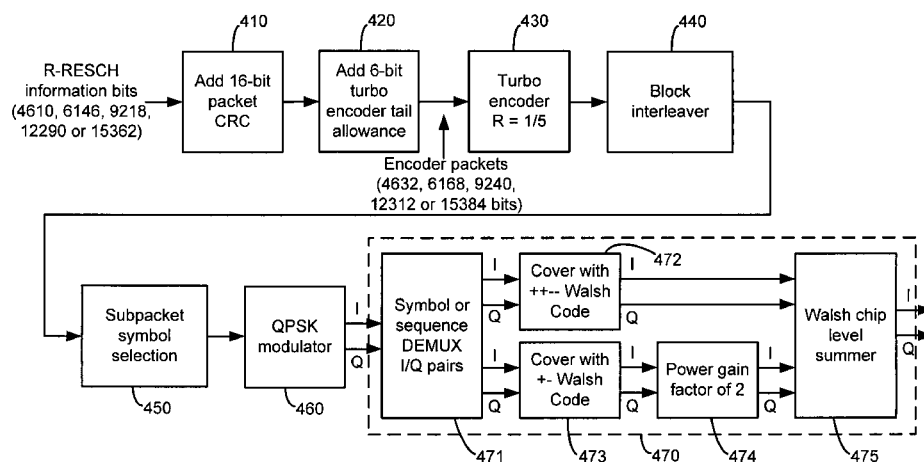 410
420
430
440
R-RESCH
information bits
(4610, 6146, 9218,
12290 or 15362)
Add 16-bit
packet
CRC
Add 6-bit
turbo
encoder tail
allowance
Turbo
encoder
R = 1/5
Block
interleaver
Encoder packets
(4632, 6168, 9240,
12312 or 15384 bits)
472
Subpacket
symbol
selection
QPSK
modulator
I
Q
Symbol or
sequence
DEMUX
I/Q pairs
I
Q
Cover with
++-- Walsh
Code
I
Q
I
Q
Cover with
+- Walsh
Code
I
Q
Power gain
factor of 2
I
Q
Walsh chip
level
summer
I
Q
450
460
471
473
470
474
475